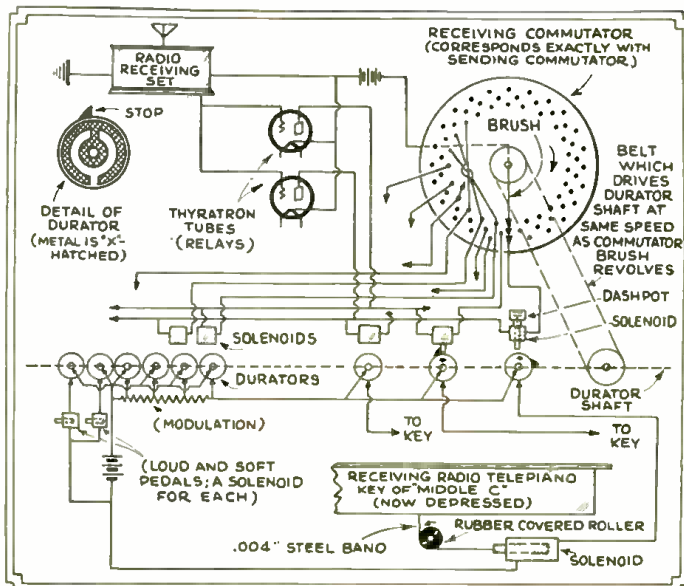 RECEIVING COMMUTATOR
(CORRESPONDS EXACTLY WITH
SENDING COMMUTATOR.)
RADIO
RECEIVING
SET
STOP
BRUSH
BELT
WHICH
DRIVES
DURATOR
SHAFT AT
SAME SPEED
AS COMMUTATOR
BRUSH
REVOLVES
DETAIL OF
DURATOR
(METAL IS "X"-
HATCHED)
THYRATRON
TUBES
(RELAYS)
DASHPOT
SOLENOID
SOLENOIDS
DURATORS
DURATOR
SHAFT
(MODULATION)
TO
KEY
TO
KEY
(LOUD AND SOFT
PEDALS; A SOLENOID
FOR EACH)
RECEIVING RADIO TELEPIANO
KEY OF "MIDDLE C"
(NOW DEPRESSED)
RUBBER COVERED ROLLER
.004" STEEL BAND
SOLENOID